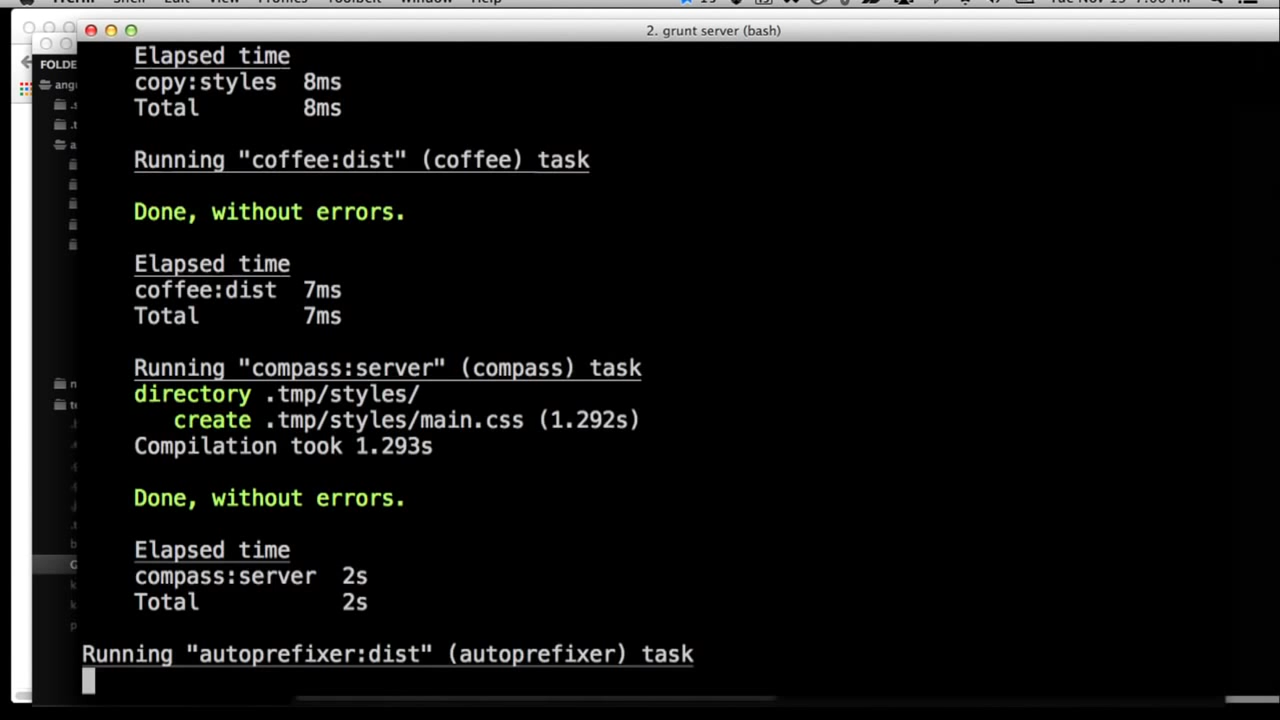 2. grunt server (bash)
FOLDE
Elapsed time
copy:styles 8ms
Total 8ms
Running "coffee:dist" (coffee) task
Done, without errors.
Elapsed time
coffee:dist 7ms
Total 7ms
Running "compass:server" (compass) task
directory .tmp/styles/
create .tmp/styles/main.css (1.292s)
Compilation took 1.293s
Done, without errors.
Elapsed time
compass:server 2s
Total 2s
Running "autoprefixer:dist" (autoprefixer) task